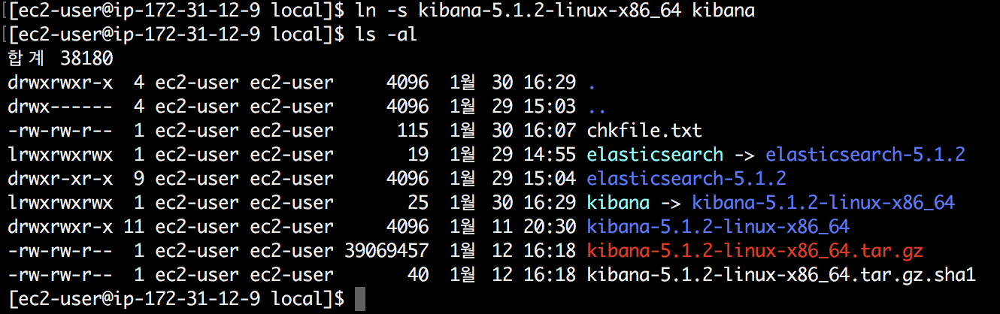 [ec2-user@ip-172-31-12-9 local]$ ln -s kibana-5.1.2-linux-x86_64 kibana
[ec2-user@ip-172-31-12-9 local]$ ls -al
합계 38180
drwxrwxr-x 4 ec2-user ec2-user 4096 1월 30 16:29 .
drwx------ 4 ec2-user ec2-user 4096 1월 29 15:03 ..
-rw-rw-r-- 1 ec2-user ec2-user 115 1월 30 16:07 chkfile.txt
lrwxrwxrwx 1 ec2-user ec2-user 19 1월 29 14:55 elasticsearch -> elasticsearch-5.1.2
drwxr-xr-x 9 ec2-user ec2-user 4096 1월 29 15:04 elasticsearch-5.1.2
lrwxrwxrwx 1 ec2-user ec2-user 25 1월 30 16:29 kibana -> kibana-5.1.2-linux-x86_64
drwxrwxr-x 11 ec2-user ec2-user 4096 1월 11 20:30 kibana-5.1.2-linux-x86_64
-rw-rw-r-- 1 ec2-user ec2-user 39069457 1월 12 16:18 kibana-5.1.2-linux-x86_64.tar.gz
-rw-rw-r-- 1 ec2-user ec2-user 40 1월 12 16:18 kibana-5.1.2-linux-x86_64.tar.gz.sha1
[ec2-user@ip-172-31-12-9 local]$